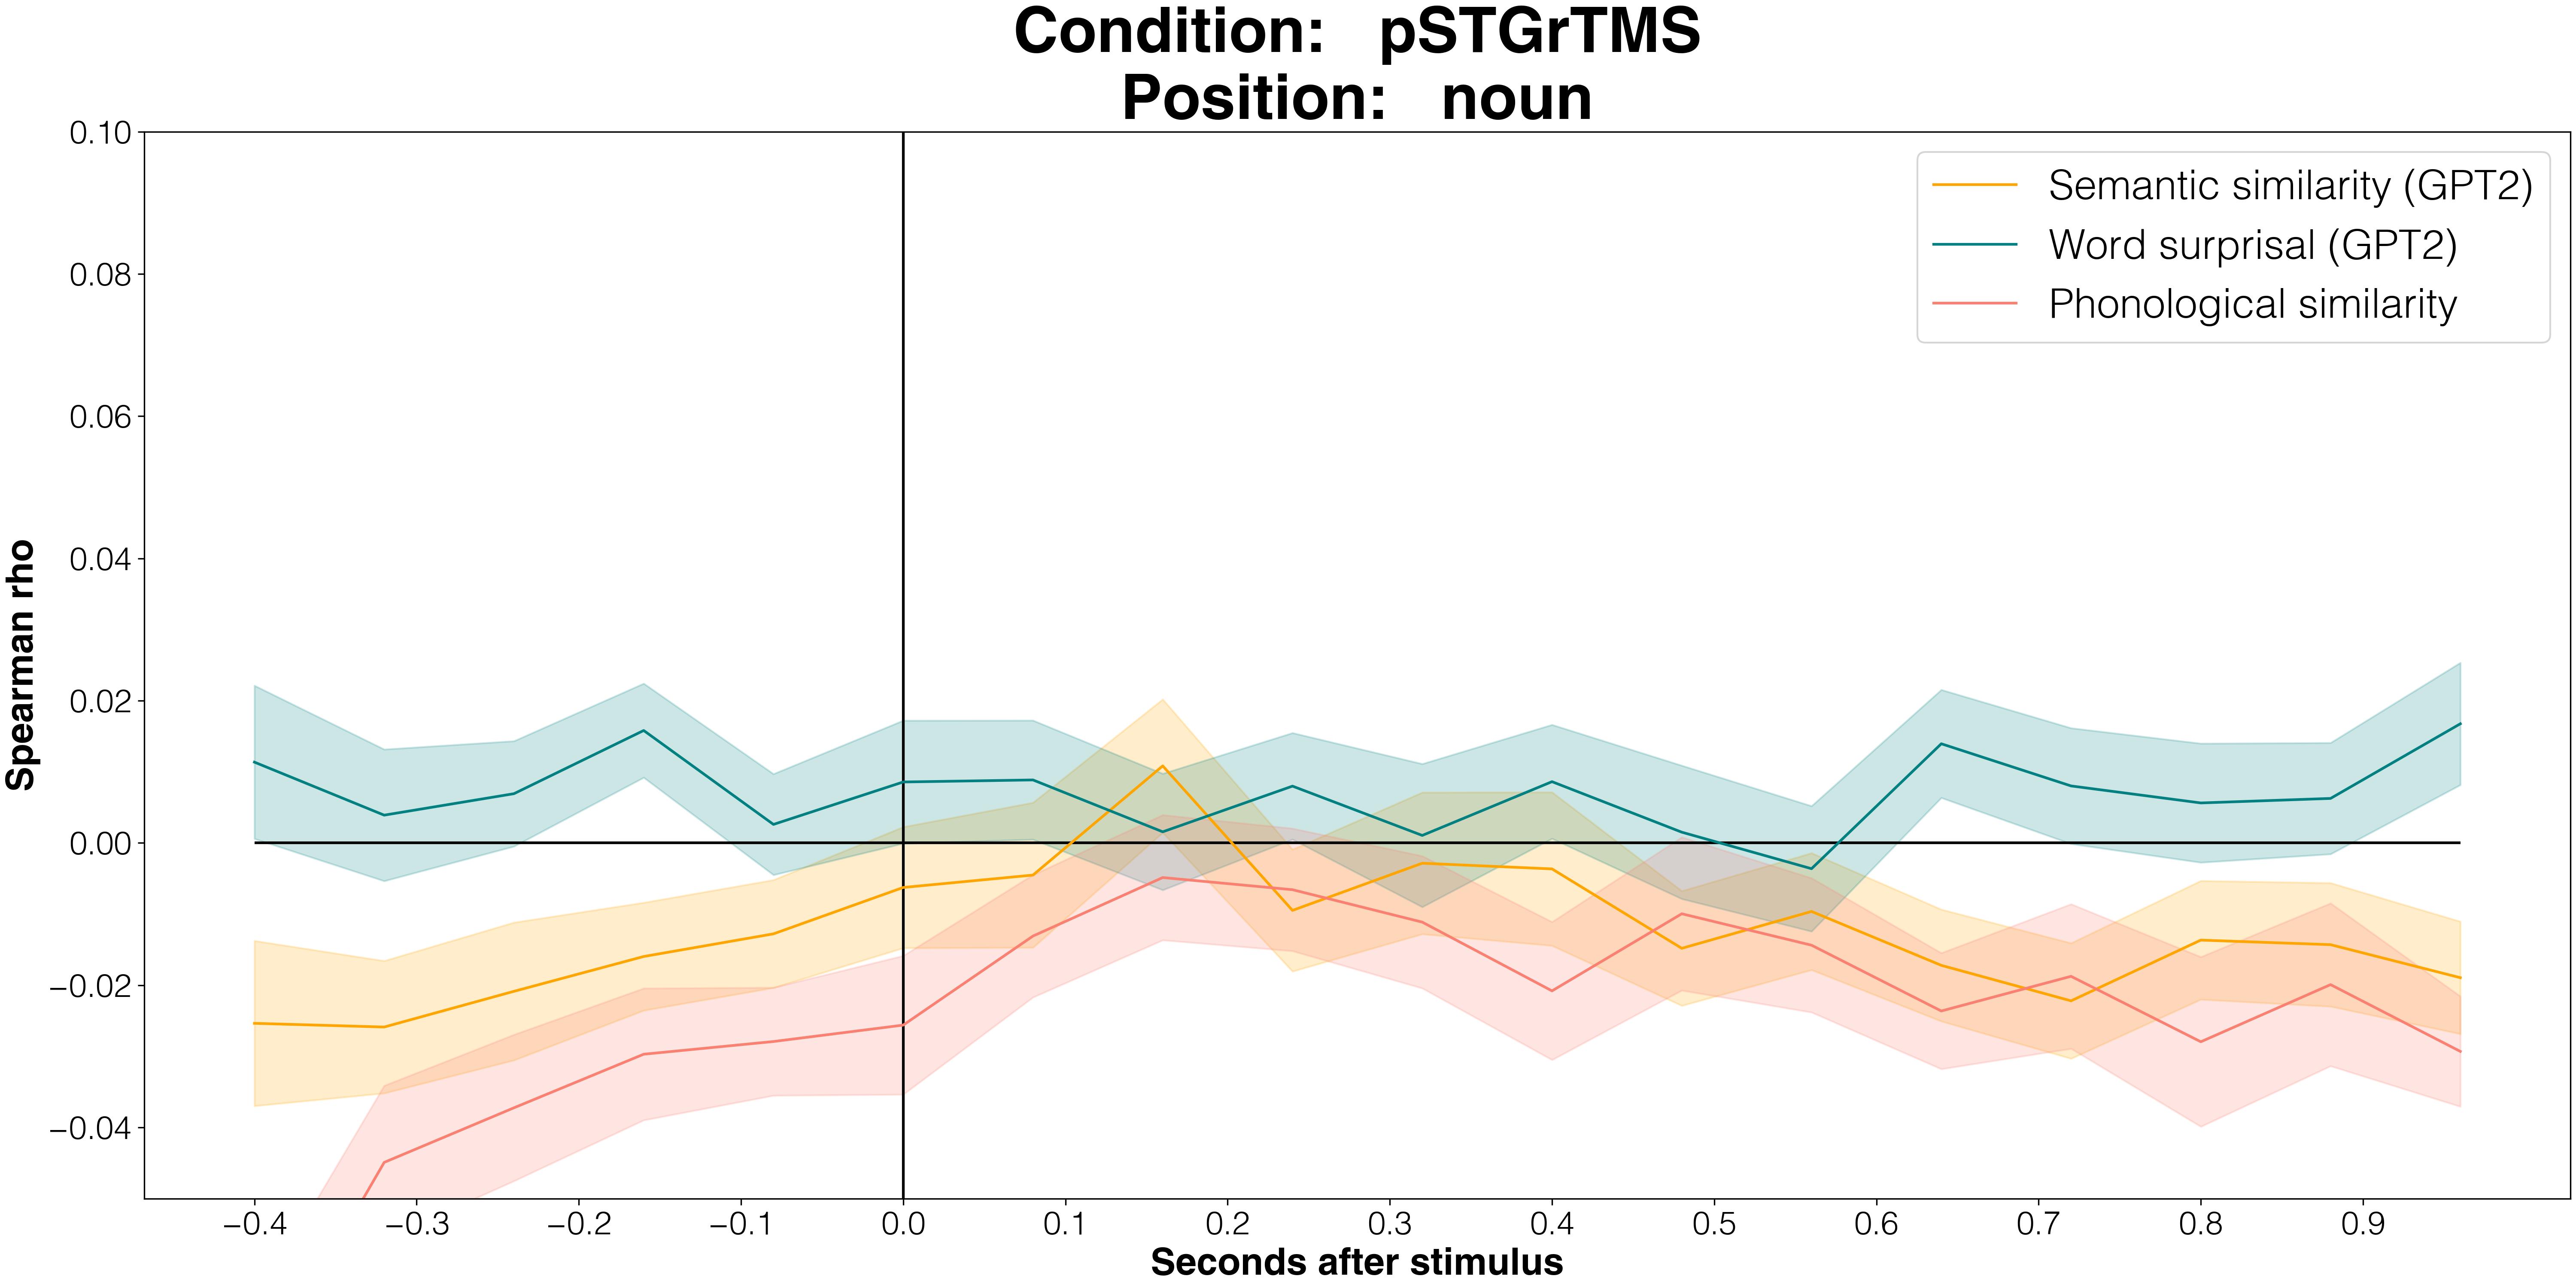 Condition: pSTGrTMS
Position: noun
Semantic similarity (GPT2)
Word surprisal (GPT2)
Phonological similarity
Spearman rho
0.10
0.08
0.06
0.04
0.02
0.00
−0.02
−0.04
−0.4 −0.3 −0.2 −0.1 0.0 0.1 0.2 0.3 0.4 0.5 0.6 0.7 0.8 0.9
Seconds after stimulus